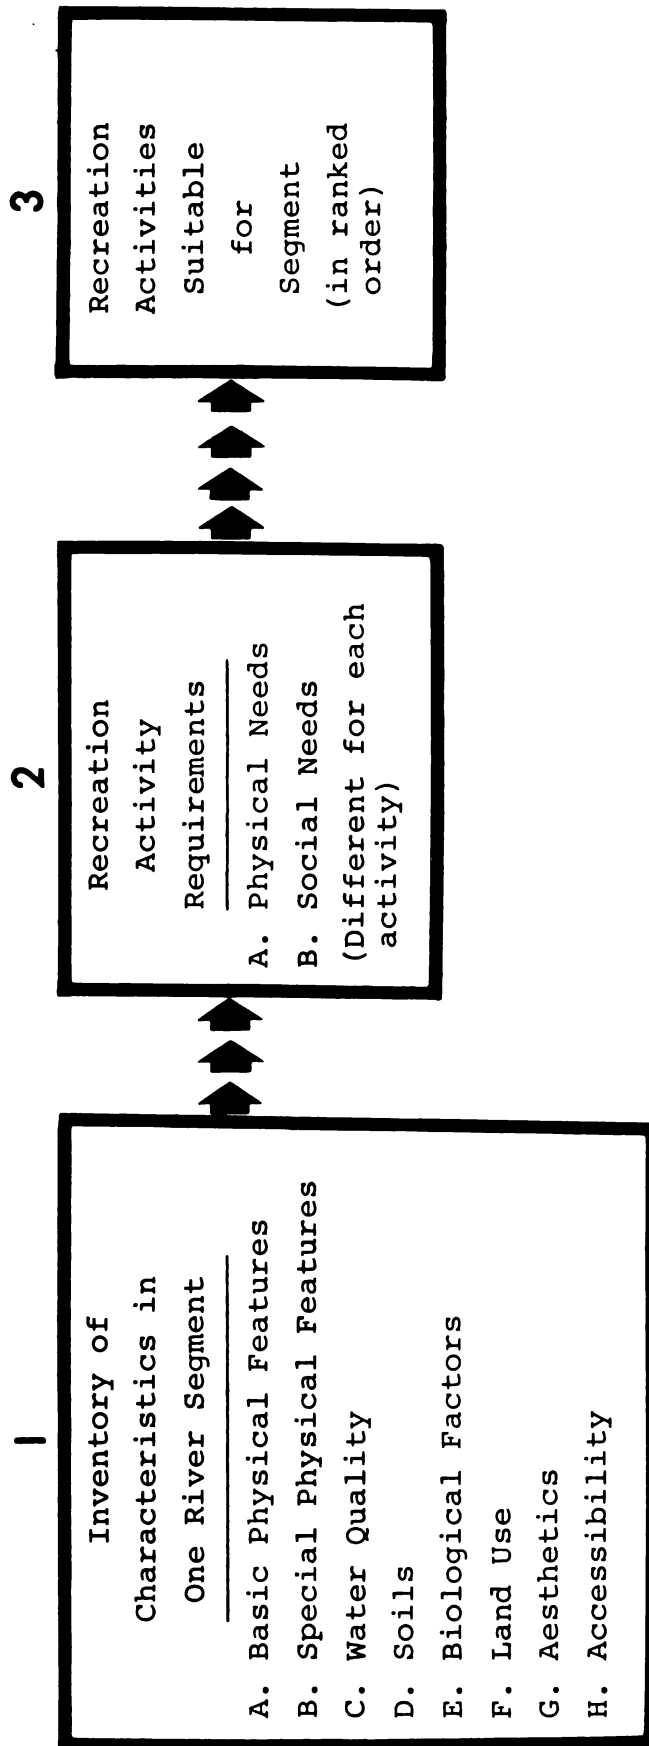 1
Inventory of
Characteristics in
One River Segment
A. Basic Physical Features
B. Special Physical Features
C. Water Quality
D. Soils
E. Biological Factors
F. Land Use
G. Aesthetics
H. Accessibility
2
Recreation
Activity
Requirements
A. Physical Needs
B. Social Needs
(Different for each
activity)
3
Recreation
Activities
Suitable
for
Segment
(in ranked
order)